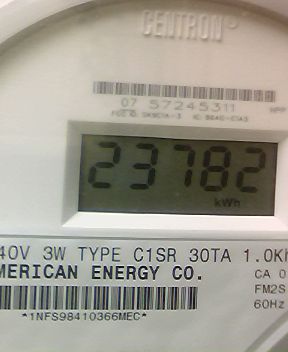 CENTRON
07 57245311
23782
kWh
40V 3W TYPE C1SR 30TA 1.0Kh
MERICAN ENERGY CO.
CA 0
FM2S
60Hz
*1NFS98410366MEC*